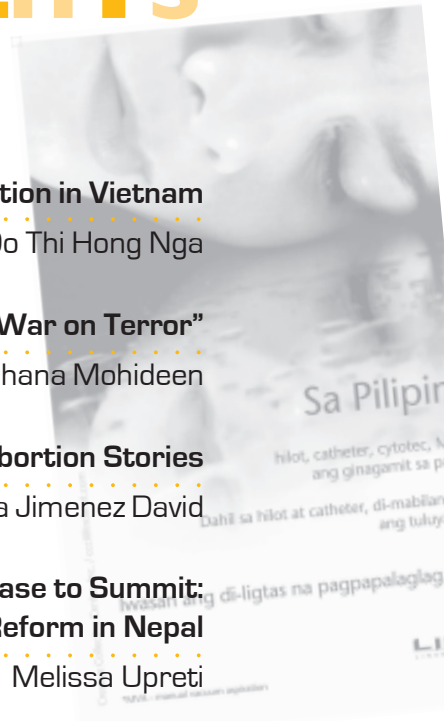 tion in Vietnam
Do Thi Hong Nga
War on Terror”
hana Mohideen
bortion Stories
a Jimenez David
ase to Summit:
Reform in Nepal
Melissa Upreti
Sa Pilipin
hilot, catheter, cytotec, M
ang ginagamit sa p
Dahil sa hilot at catheter, di-mabilan
ang tuluy
Iwasan ang di-ligtas na pagpapalaglag
LI